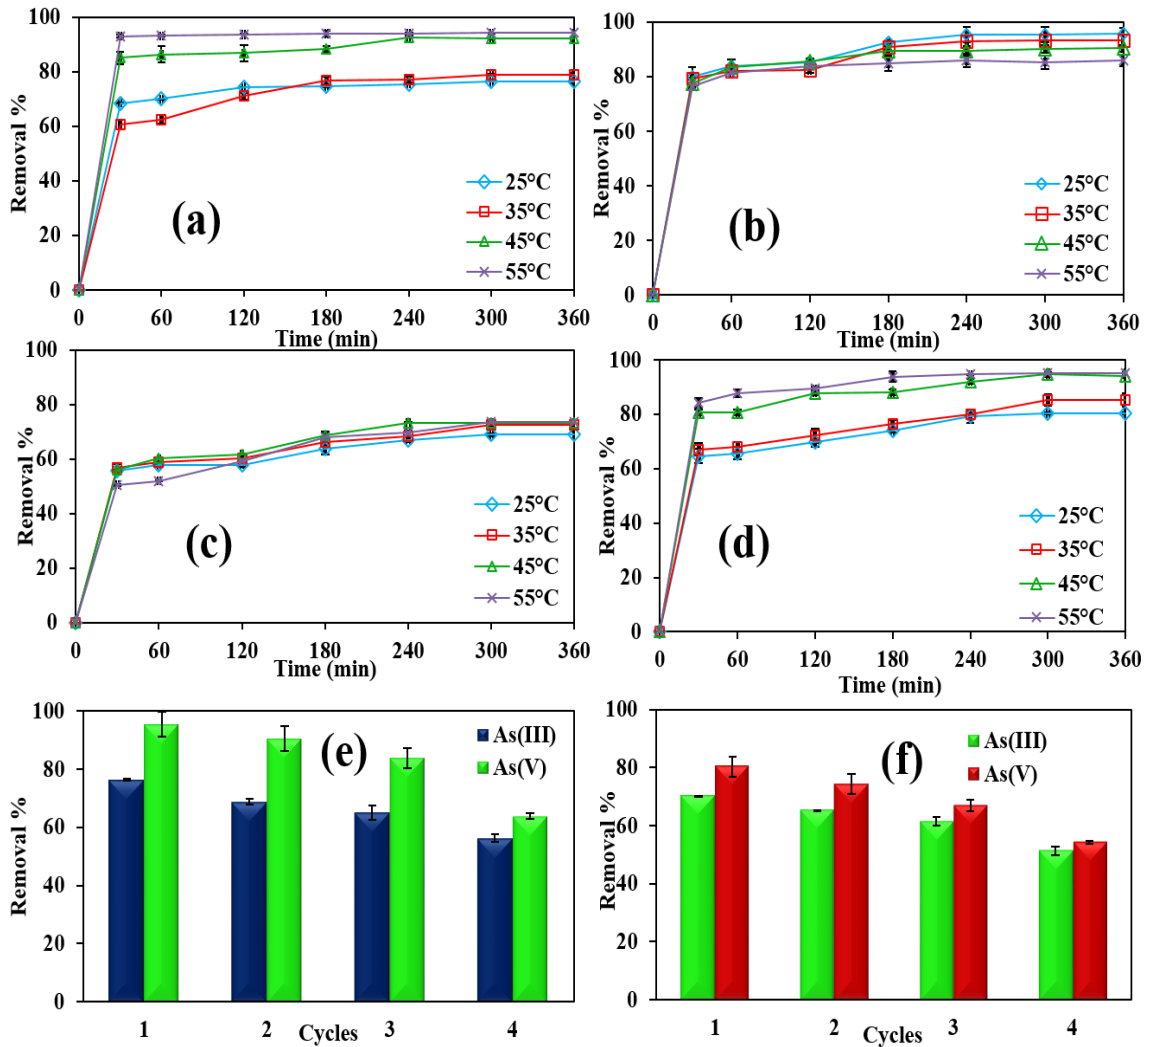 Removal %
100
80
60
40
20
0
0 60 120 180 240 300 360
Time (min)
(a)
25°C
35°C
45°C
55°C
Removal %
100
80
60
40
20
0
0 60 120 180 240 300 360
Time (min)
(b)
25°C
35°C
45°C
55°C
Removal %
100
80
60
40
20
0
0 60 120 180 240 300 360
Time (min)
(c)
25°C
35°C
45°C
55°C
Removal %
100
80
60
40
20
0
0 60 120 180 240 300 360
Time (min)
(d)
25°C
35°C
45°C
55°C
Removal %
100
80
60
40
20
0
1 2 3 4
Cycles
(e)
As(III)
As(V)
Removal %
100
80
60
40
20
0
1 2 3 4
Cycles
(f)
As(III)
As(V)